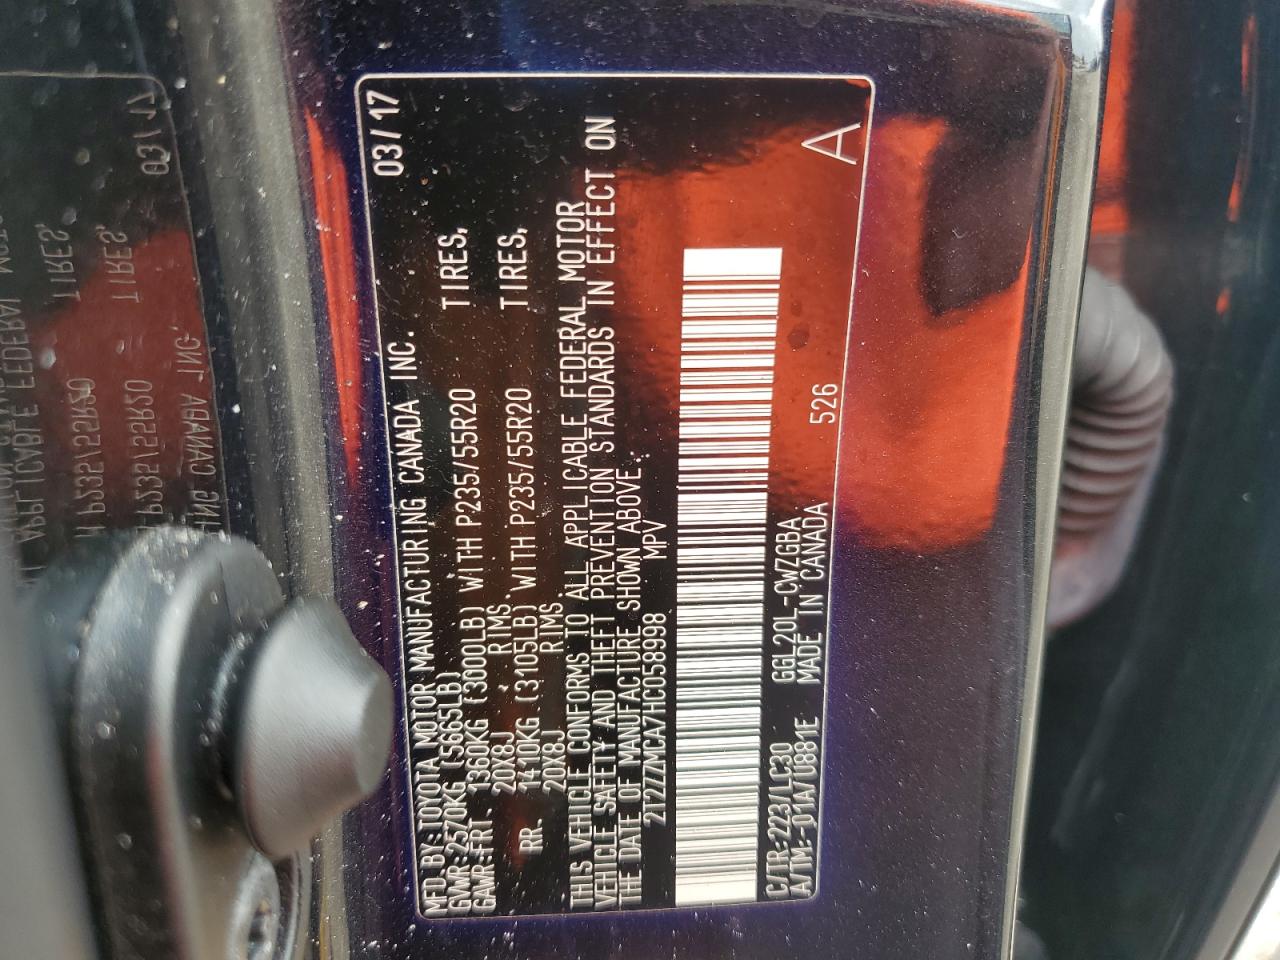 MFD. BY: TOYOTA MOTOR MANUFACTURING CANADA INC. 03/17
GVWR: 2570KG (5665LB)
GAWR: FRT. 1360KG (3000LB) WITH P235/55R20 TIRES,
20X8J RIMS
RR. 1410KG (3105LB) WITH P235/55R20 TIRES,
20X8J RIMS
THIS VEHICLE CONFORMS TO ALL APPLICABLE FEDERAL MOTOR
VEHICLE SAFETY AND THEFT PREVENTION STANDARDS IN EFFECT ON
THE DATE OF MANUFACTURE SHOWN ABOVE.
2T2ZZMCA7HC058998 MPV
C/TR: 223/LC30 GGL20L-CWZGBA
A/TM: -01A/U881E MADE IN CANADA 526
A